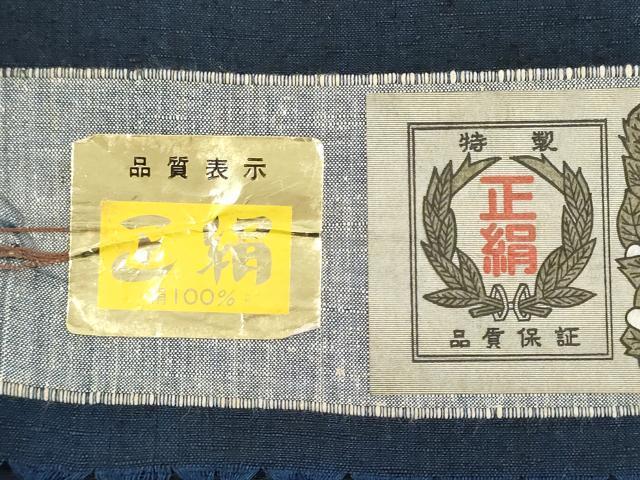 品質表示
正絹
絹100%
特製
正絹
品質保証